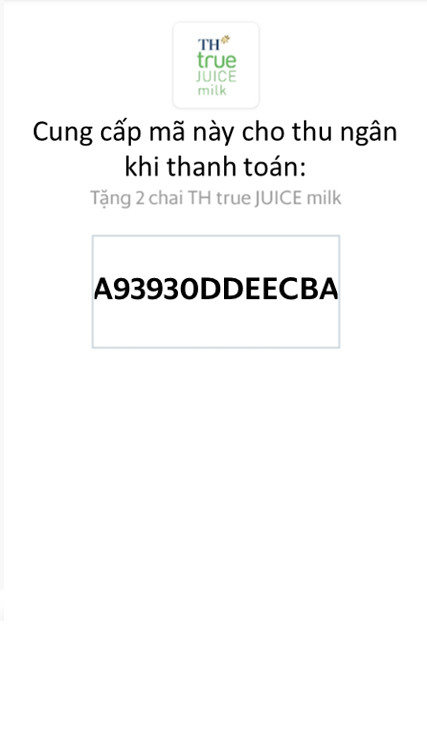 TH
true
JUICE
milk
Cung cấp mã này cho thu ngân
khi thanh toán:
Tặng 2 chai TH true JUICE milk
A93930DDEECBA